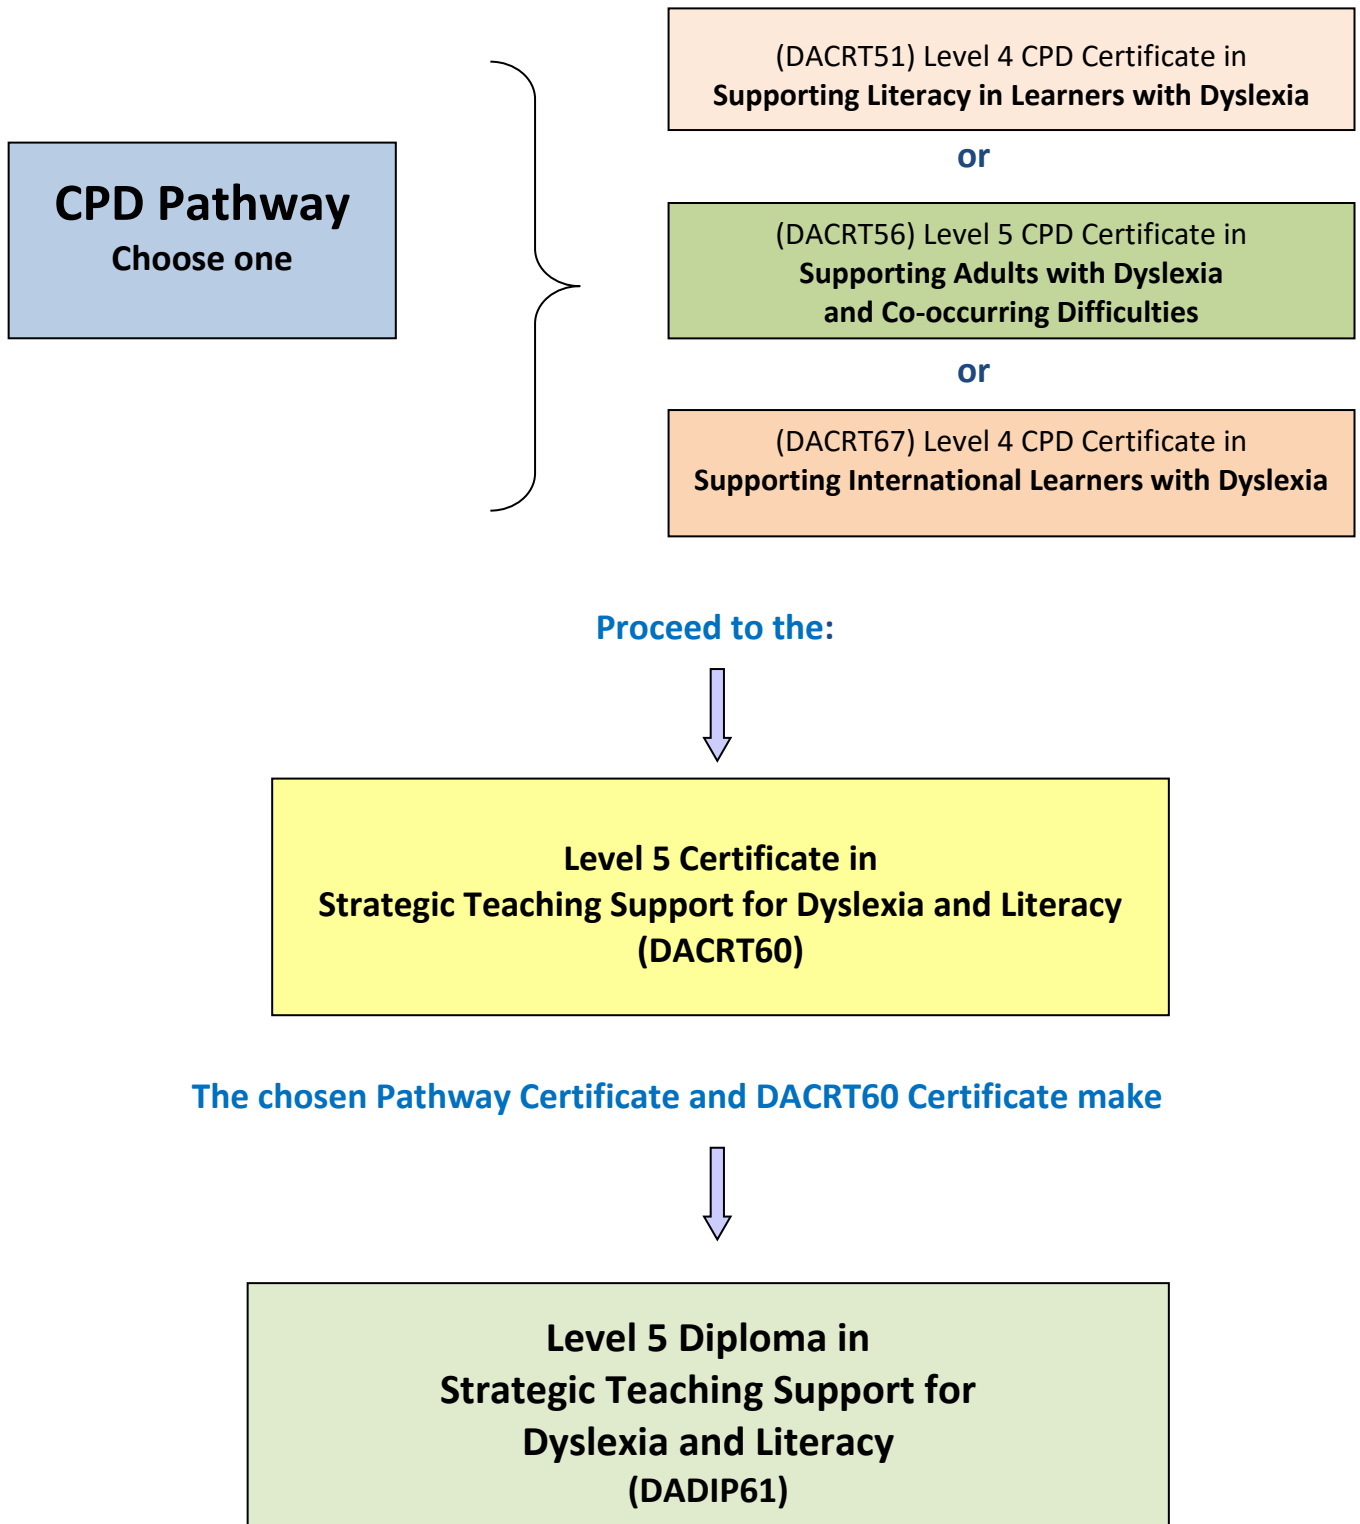 CPD Pathway
Choose one
(DACRT51) Level 4 CPD Certificate in
Supporting Literacy in Learners with Dyslexia
or
(DACRT56) Level 5 CPD Certificate in
Supporting Adults with Dyslexia
and Co-occurring Difficulties
or
(DACRT67) Level 4 CPD Certificate in
Supporting International Learners with Dyslexia
Proceed to the:
Level 5 Certificate in
Strategic Teaching Support for Dyslexia and Literacy
(DACRT60)
The chosen Pathway Certificate and DACRT60 Certificate make
Level 5 Diploma in
Strategic Teaching Support for
Dyslexia and Literacy
(DADIP61)